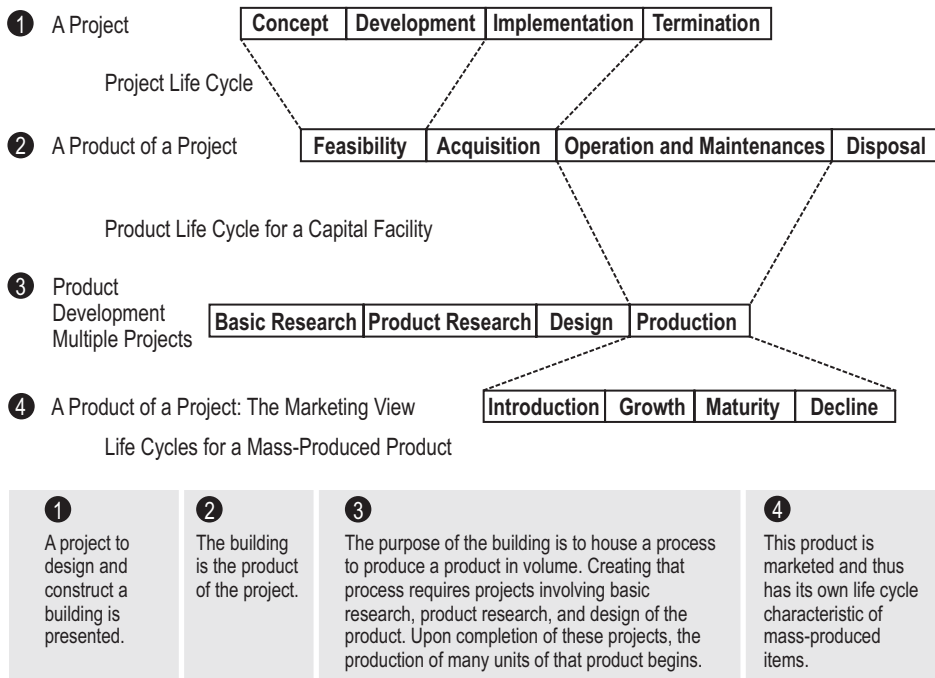 1 A Project Concept Development Implementation Termination
Project Life Cycle
2 A Product of a Project Feasibility Acquisition Operation and Maintenances Disposal
Product Life Cycle for a Capital Facility
3 Product
Development
Multiple Projects
Basic Research Product Research Design Production
4 A Product of a Project: The Marketing View Introduction Growth Maturity Decline
Life Cycles for a Mass-Produced Product
1
A project to
design and
construct a
building is
presented.
2
The building
is the product
of the project.
3
The purpose of the building is to house a process
to produce a product in volume. Creating that
process requires projects involving basic
research, product research, and design of the
product. Upon completion of these projects, the
production of many units of that product begins.
4
This product is
marketed and thus
has its own life cycle
characteristic of
mass-produced
items.